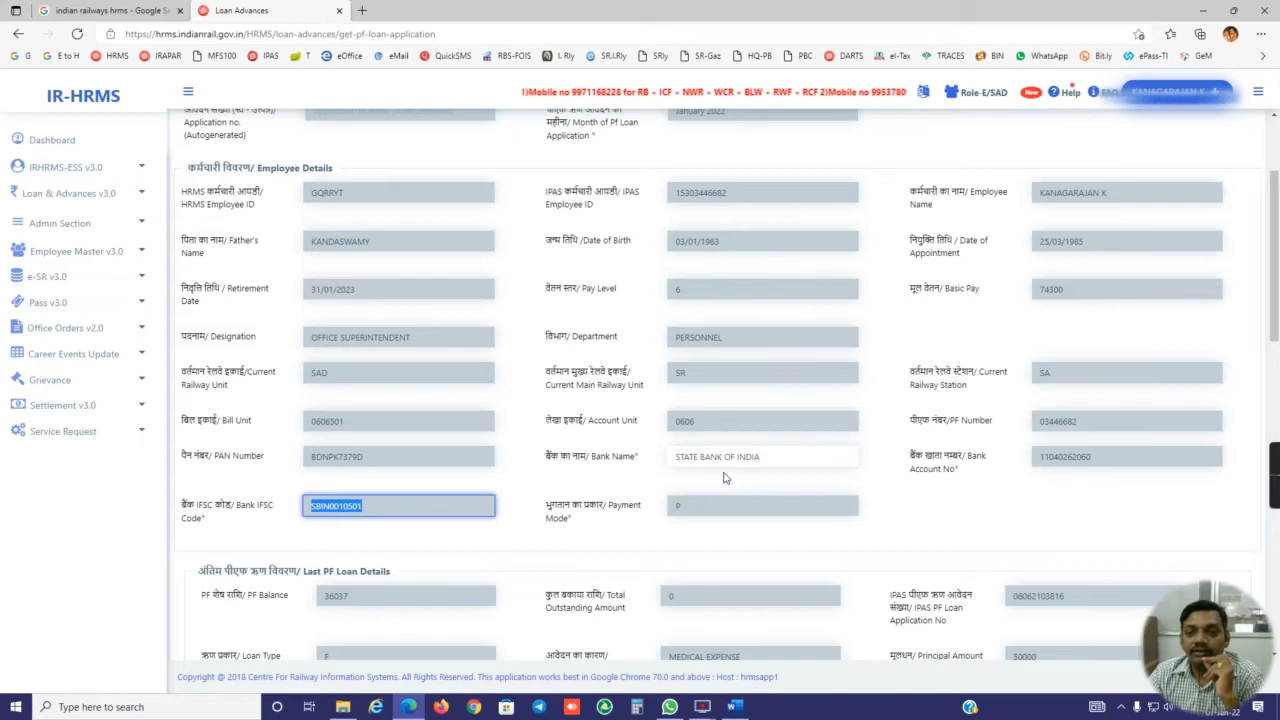 indian railways hrms - Google S
Loan Advances
https://hrms.indianrail.gov.in/HRMS/loan-advances/get-pf-loan-application
G E to H HRMS IRAPAR MFS100 IPAS T eOffice eMail QuickSMS RBS-FOIS I. Rly SR.I.Rly SRly SR-Gaz HQ-PB PBC DARTS el-Tax TRACES BIN WhatsApp Bit.ly ePass-TI GeM
IR-HRMS
1)Mobile no 9971168228 for RB + ICF + NWR + WCR + BLW + RWF + RCF 2)Mobile no 9953780
Role-E/SAD New Help FAQ KANAGARAJAN K
Dashboard
IRHRMS-ESS v3.0
Loan & Advances v3.0
Admin Section
Employee Master v3.0
e-SR v3.0
Pass v3.0
Office Orders v2.0
Career Events Update
Grievance
Settlement v3.0
Service Request
Application no.
(Autogenerated)
महीना/ Month of Pf Loan
Application *
January 2022
कर्मचारी विवरण/ Employee Details
HRMS कर्मचारी आयडी/
HRMS Employee ID
GQRRYT
IPAS कर्मचारी आईडी/ IPAS
Employee ID
15303446682
कर्मचारी का नाम/ Employee
Name
KANAGARAJAN K
पिता का नाम/ Father's
Name
KANDASWAMY
जन्म तिथि /Date of Birth
03/01/1963
नियुक्ति तिथि / Date of
Appointment
25/03/1985
निवृत्ति तिथि / Retirement
Date
31/01/2023
वेतन स्तर/ Pay Level
6
मूल वेतन/ Basic Pay
74300
पदनाम/ Designation
OFFICE SUPERINTENDENT
विभाग/ Department
PERSONNEL
वर्तमान रेलवे इकाई/Current
Railway Unit
SAD
वर्तमान मुख्य रेलवे इकाई/
Current Main Railway Unit
SR
वर्तमान रेलवे स्टेशन/ Current
Railway Station
SA
बिल इकाई/ Bill Unit
0606501
लेखा इकाई/ Account Unit
0606
पीएफ नंबर/PF Number
03446682
पैन नंबर/ PAN Number
BDNPK7379D
बैंक का नाम/ Bank Name*
STATE BANK OF INDIA
बैंक खाता नम्बर/ Bank
Account No*
11040262060
बैंक IFSC कोड/ Bank IFSC
Code*
SBIN0010501
भुगतान का प्रकार/ Payment
Mode*
P
अंतिम पीएफ ऋण विवरण/ Last PF Loan Details
PF शेष राशि/ PF Balance
36037
कुल बकाया राशि/ Total
Outstanding Amount
0
IPAS पीएफ ऋण आवेदन
संख्या/ IPAS PF Loan
Application No
06062103816
ऋण प्रकार/ Loan Type
F
आवेदन का कारण/
MEDICAL EXPENSE
मूलधन/ Principal Amount
50000
Copyright @ 2018 Centre For Railway Information Systems. All Rights Reserved. This application works best in Google Chrome 70.0 and above : Host : hrmsapp1
Type here to search